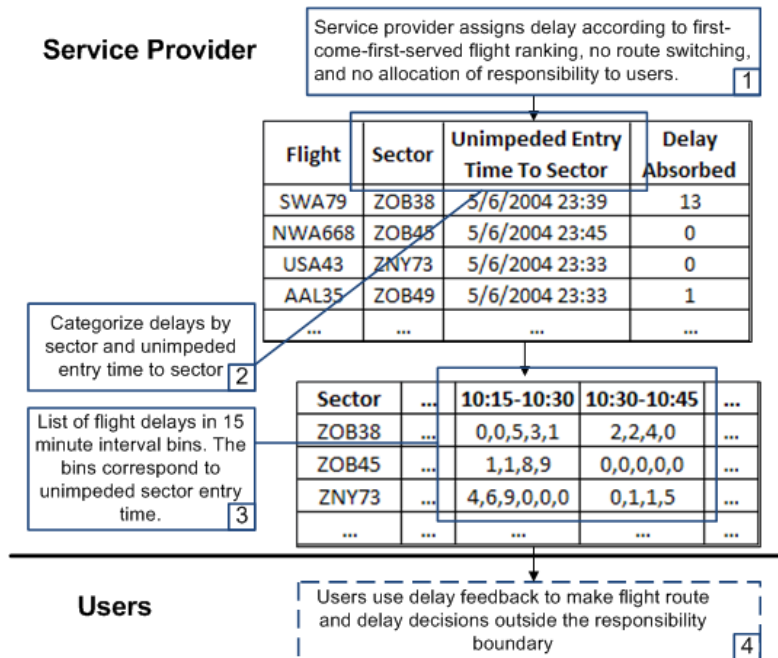 Service Provider
Service provider assigns delay according to first-
come-first-served flight ranking, no route switching,
and no allocation of responsibility to users.
1
Flight Sector Unimpeded Entry Time To Sector Delay Absorbed
SWA79 ZOB38 5/6/2004 23:39 13
NWA668 ZOB45 5/6/2004 23:45 0
USA43 ZNY73 5/6/2004 23:33 0
AAL35 ZOB49 5/6/2004 23:33 1
... ... ... ...
Categorize delays by
sector and unimpeded
entry time to sector
2
Sector ... 10:15-10:30 10:30-10:45 ...
ZOB38 ... 0,0,5,3,1 2,2,4,0 ...
ZOB45 ... 1,1,8,9 0,0,0,0,0 ...
ZNY73 ... 4,6,9,0,0,0 0,1,1,5 ...
... ... ... ... ...
List of flight delays in 15
minute interval bins. The
bins correspond to
unimpeded sector entry
time.
3
Users
Users use delay feedback to make flight route
and delay decisions outside the responsibility
boundary
4